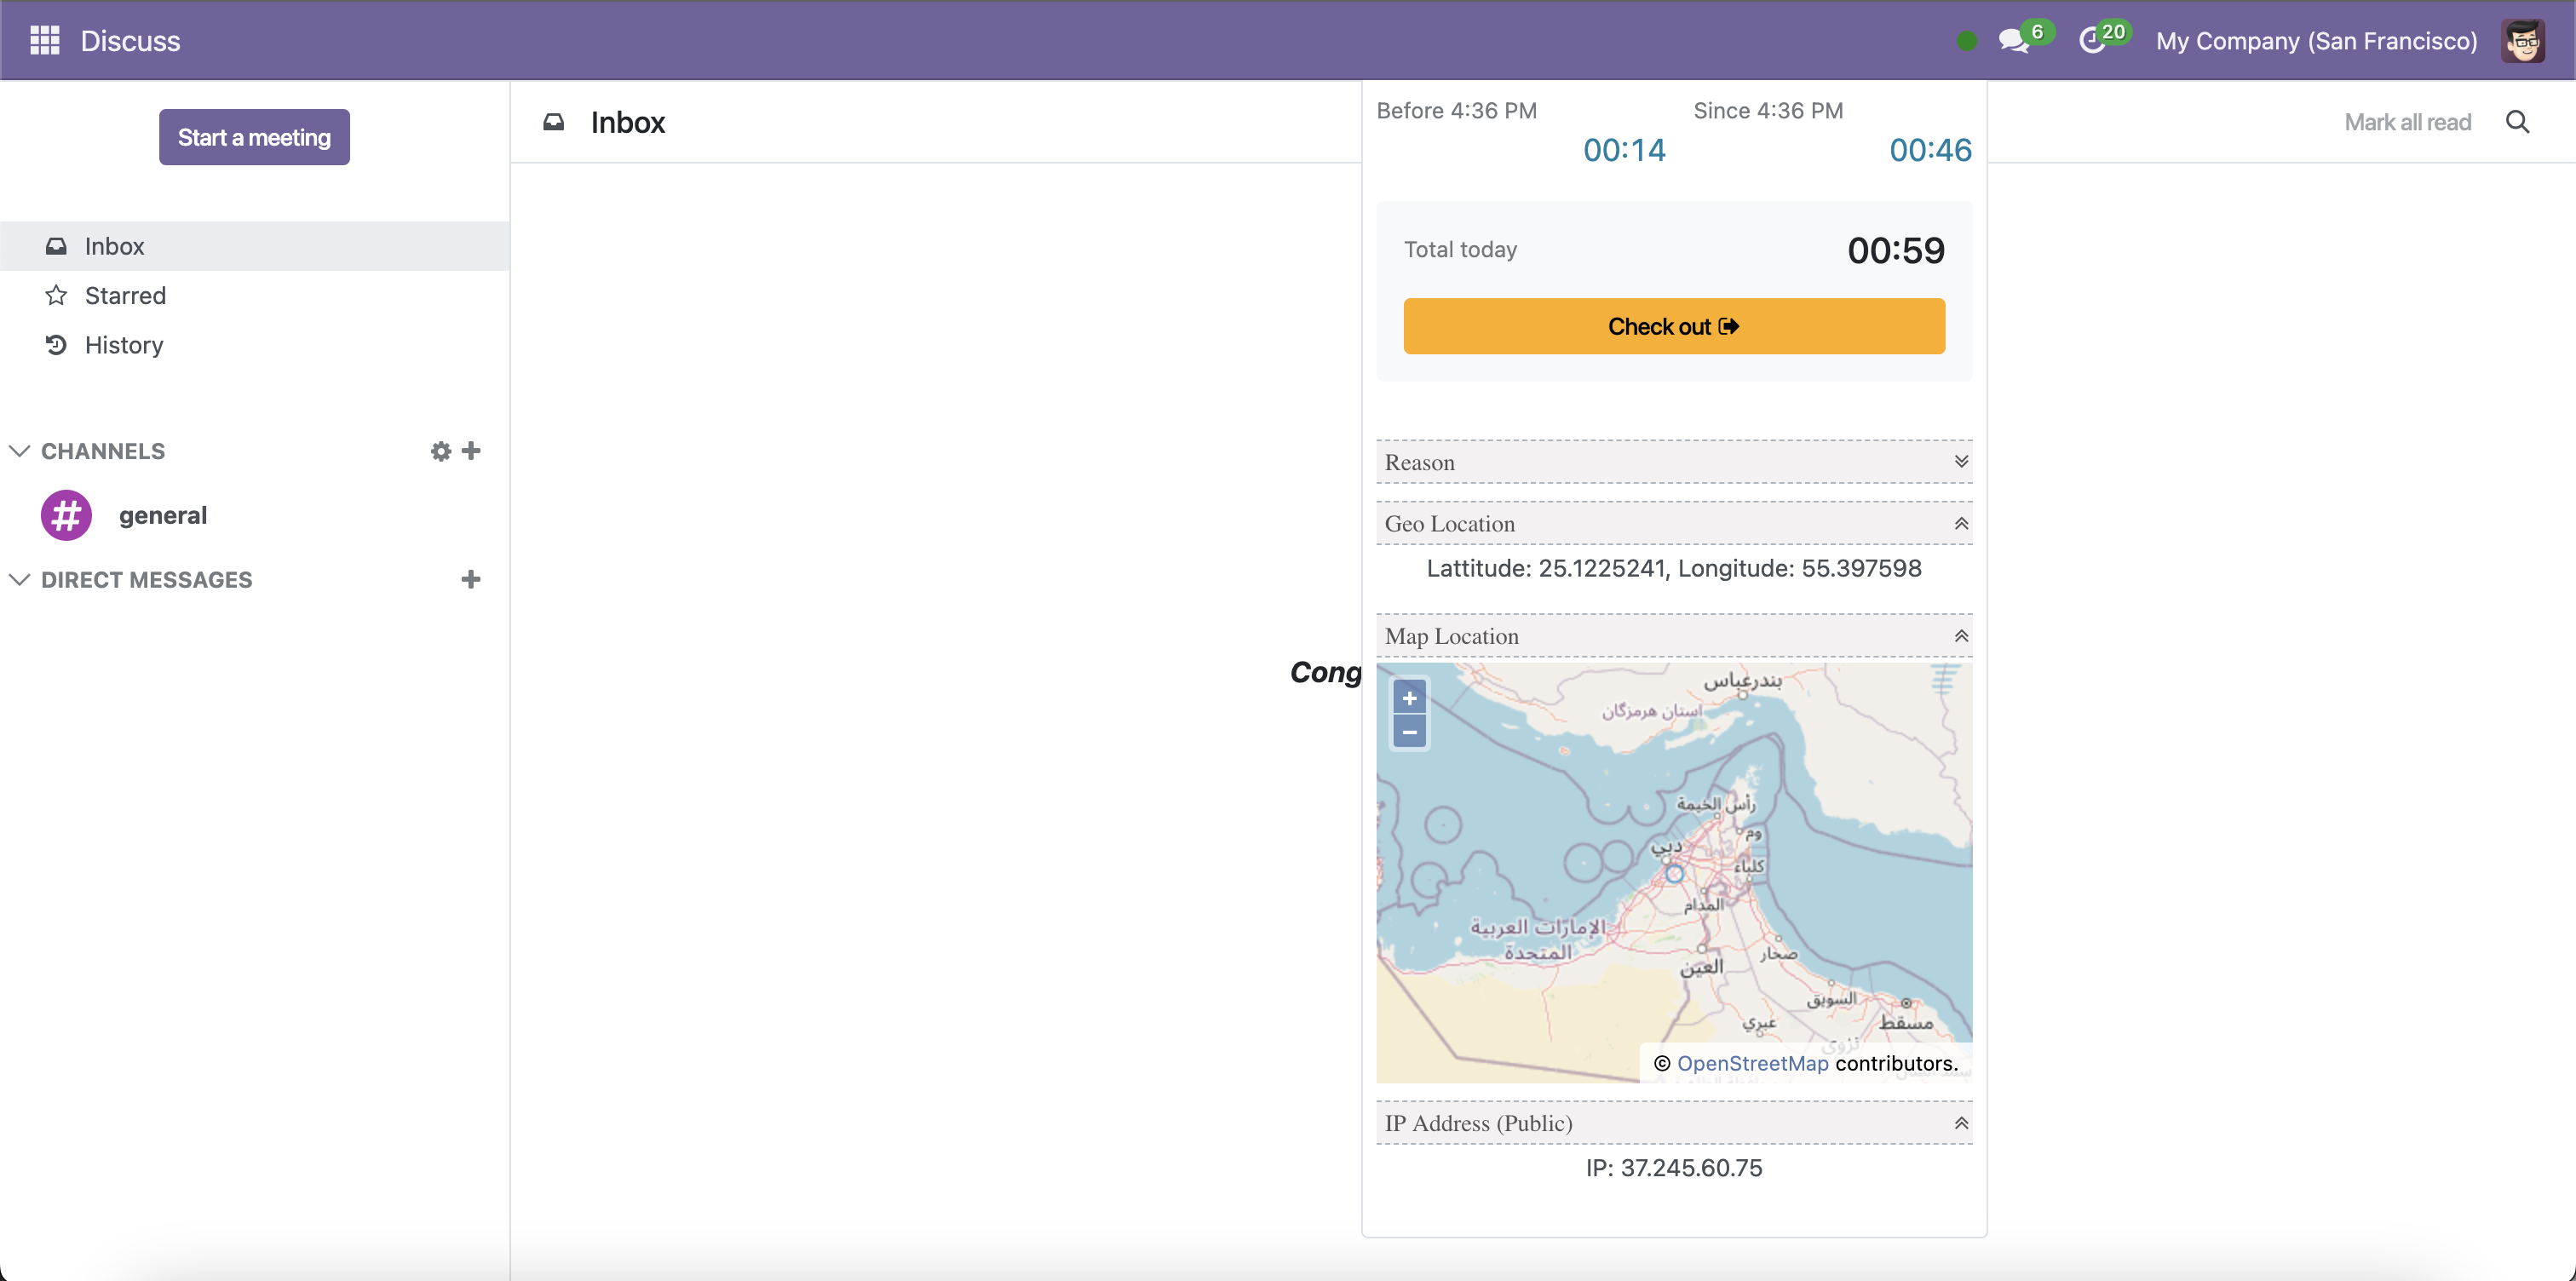 Discuss
6
20
My Company (San Francisco)
Start a meeting
Inbox
Starred
History
CHANNELS
general
DIRECT MESSAGES
Inbox
Mark all read
Cong
Before 4:36 PM
Since 4:36 PM
00:14
00:46
Total today
00:59
Check out
Reason
Geo Location
Lattitude: 25.1225241, Longitude: 55.397598
Map Location
+
−
بندرعباس
استان هرمزگان
رأس الخيمة
دبي
كلباء
المدام
الإمارات العربية
المتحدة
العين
صحار
السويق
عبري
مسقط
نزوى
© OpenStreetMap contributors.
IP Address (Public)
IP: 37.245.60.75